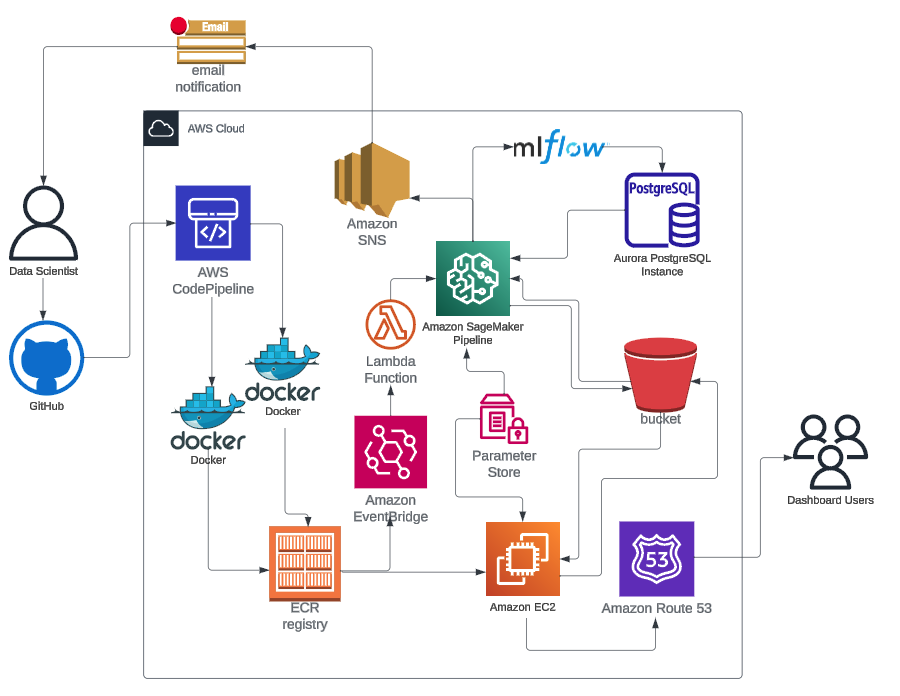 Email
email
notification
AWS Cloud
mlflow
PostgreSQL
Amazon
SNS
Aurora PostgreSQL
Instance
Data Scientist
AWS
CodePipeline
Amazon SageMaker
Pipeline
Lambda
Function
docker
Docker
GitHub
docker
Docker
bucket
Parameter
Store
Amazon
EventBridge
Dashboard Users
53
ECR
registry
Amazon EC2
Amazon Route 53